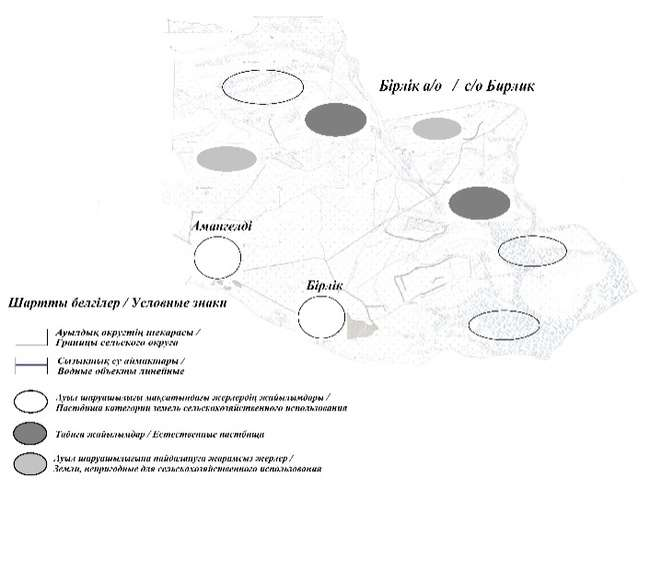 Бірлік а/о / с/о Бирлик
Амангелді
Бірлік
Шартты белгілер / Условные знаки
Ауылдық округтің шекарасы /
Границы сельского округа
Сызықтық су аймақтары /
Водные объекты линейные
Ауыл шаруашылығы мақсатындағы жерлердің жайылымдары /
Пастбища категории земель сельскохозяйственного использования
Табиғи жайылымдар / Естественные пастбища
Ауыл шаруашылығына пайдалануға жарамсыз жерлер /
Земли, непригодные для сельскохозяйственного использования